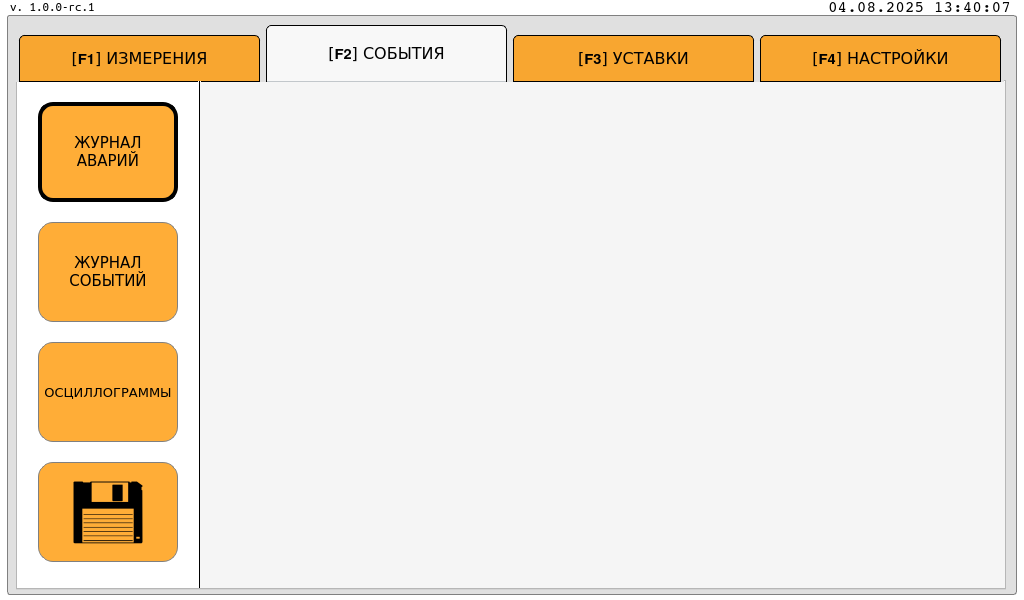 v. 1.0.0-rc.1
04.08.2025 13:40:07
[F1] ИЗМЕРЕНИЯ
[F2] СОБЫТИЯ
[F3] УСТАВКИ
[F4] НАСТРОЙКИ
ЖУРНАЛ
АВАРИЙ
ЖУРНАЛ
СОБЫТИЙ
ОСЦИЛЛОГРАММЫ